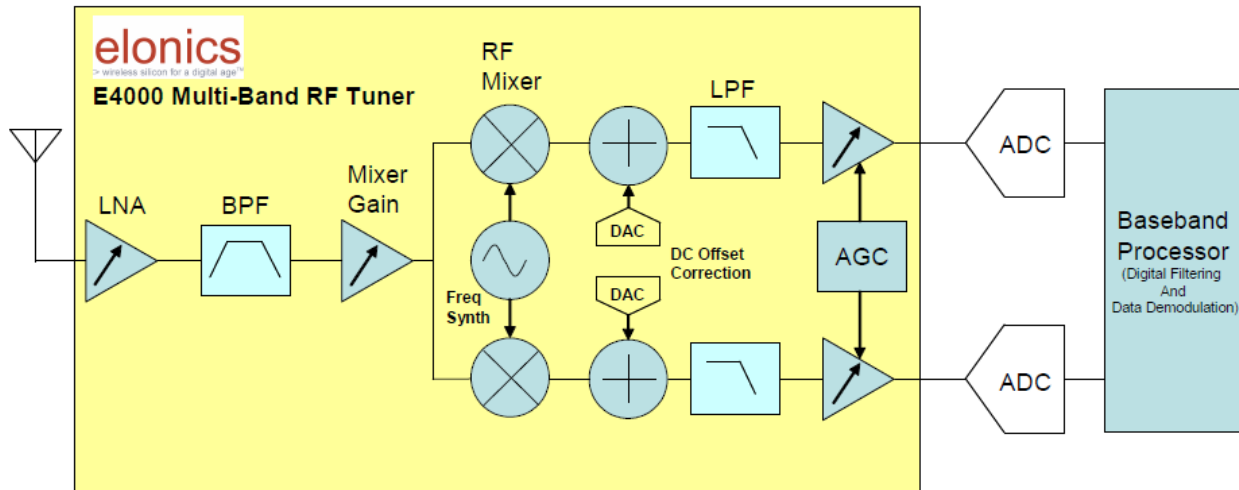 elonics
> wireless silicon for a digital age™
E4000 Multi-Band RF Tuner
RF
Mixer
LPF
ADC
Mixer
Gain
LNA
BPF
DAC
DC Offset
Correction
DAC
Freq
Synth
AGC
Baseband
Processor
(Digital Filtering
And
Data Demodulation)
ADC